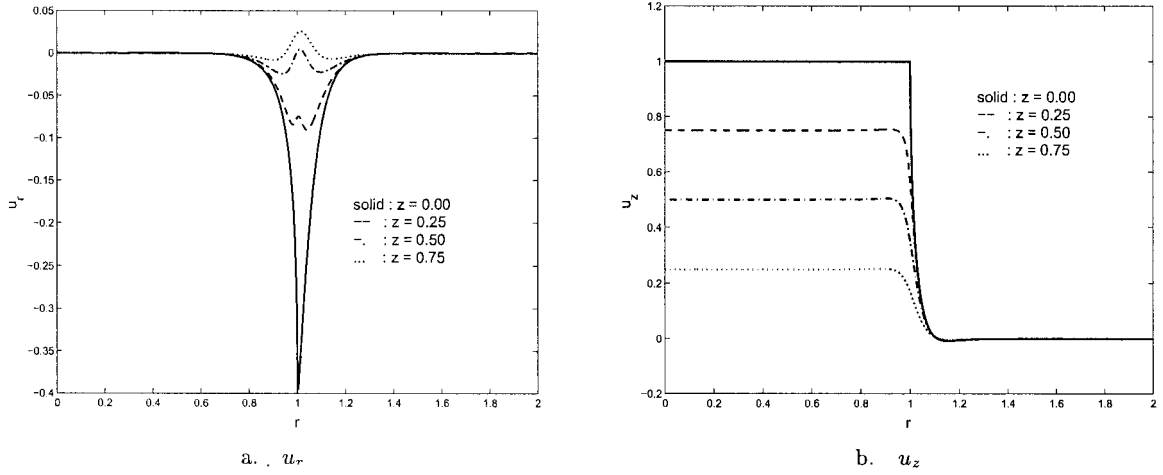 0.05
0
−0.05
−0.1
−0.15
−0.2
−0.25
−0.3
−0.35
−0.4
u_r
0 0.2 0.4 0.6 0.8 1 1.2 1.4 1.6 1.8 2
r
solid : z = 0.00
−− : z = 0.25
−. : z = 0.50
... : z = 0.75
a. . u_r
1.2
1
0.8
0.6
0.4
0.2
0
−0.2
u_z
0 0.2 0.4 0.6 0.8 1 1.2 1.4 1.6 1.8 2
r
solid : z = 0.00
−− : z = 0.25
−. : z = 0.50
... : z = 0.75
b. u_z